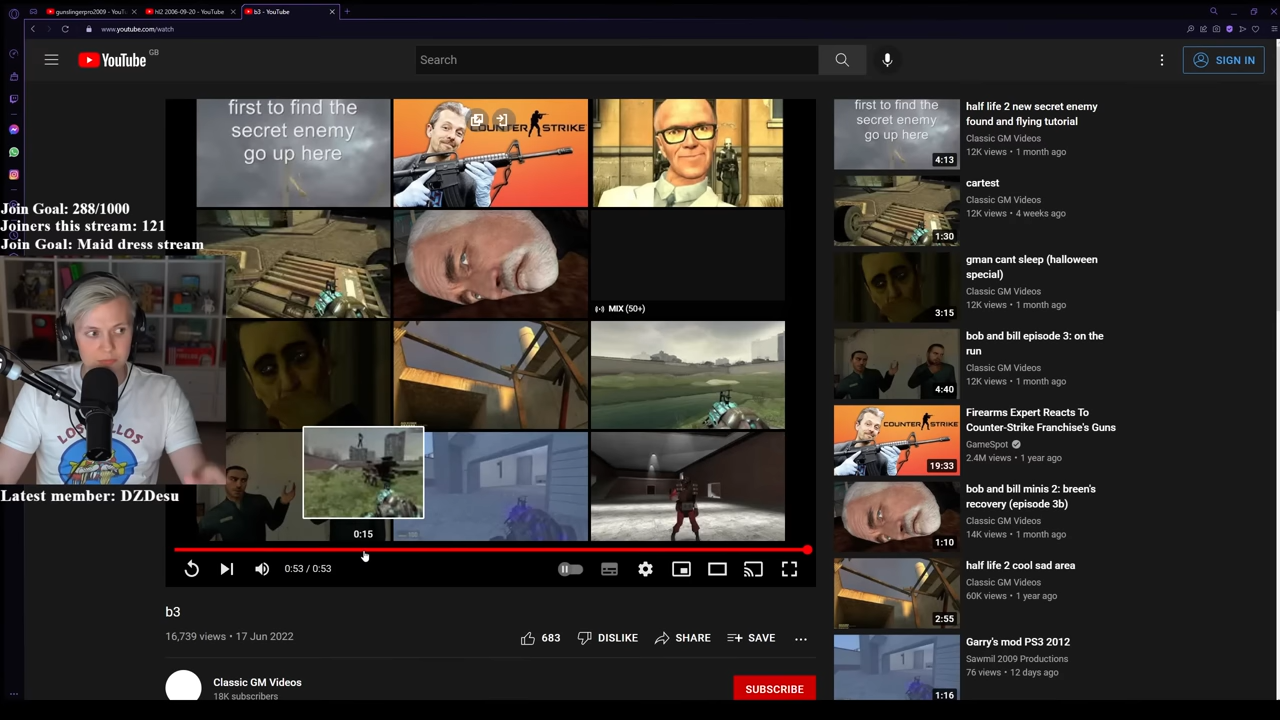 gunslingerpro2009 - YouT
hl2 2006-09-20 - YouTube
b3 - YouTube
www.youtube.com/watch
YouTube
GB
Search
SIGN IN
first to find the
secret enemy
go up here
COUNTER STRIKE
MIX (50+)
1
0:15
0:53 / 0:53
b3
16,739 views • 17 Jun 2022
683
DISLIKE
SHARE
SAVE
Classic GM Videos
18K subscribers
SUBSCRIBE
Join Goal: 288/1000
Joiners this stream: 121
Join Goal: Maid dress stream
Latest member: DZDesu
first to find the
secret enemy
go up here
4:13
half life 2 new secret enemy
found and flying tutorial
Classic GM Videos
12K views • 1 month ago
1:30
cartest
Classic GM Videos
12K views • 4 weeks ago
3:15
gman cant sleep (halloween
special)
Classic GM Videos
12K views • 1 month ago
4:40
bob and bill episode 3: on the
run
Classic GM Videos
12K views • 1 month ago
COUNTER STRIKE
19:33
Firearms Expert Reacts To
Counter-Strike Franchise's Guns
GameSpot
2.4M views • 1 year ago
1:10
bob and bill minis 2: breen's
recovery (episode 3b)
Classic GM Videos
14K views • 1 month ago
2:55
half life 2 cool sad area
Classic GM Videos
60K views • 1 year ago
1
1:16
Garry's mod PS3 2012
Sawmil 2009 Productions
76 views • 12 days ago